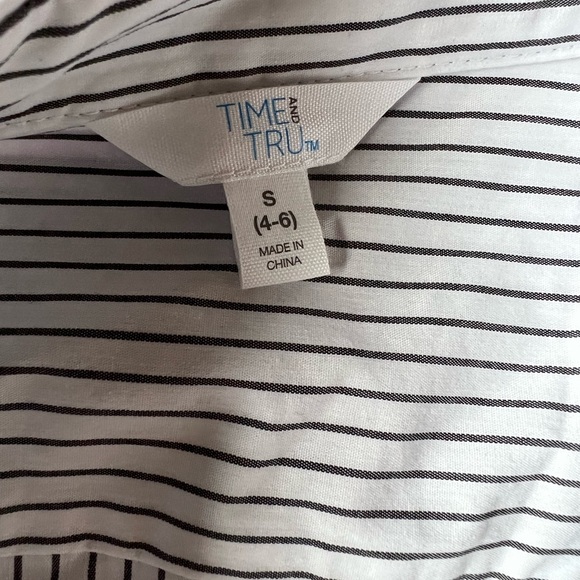 TIME AND
TRU™
S
(4-6)
MADE IN
CHINA